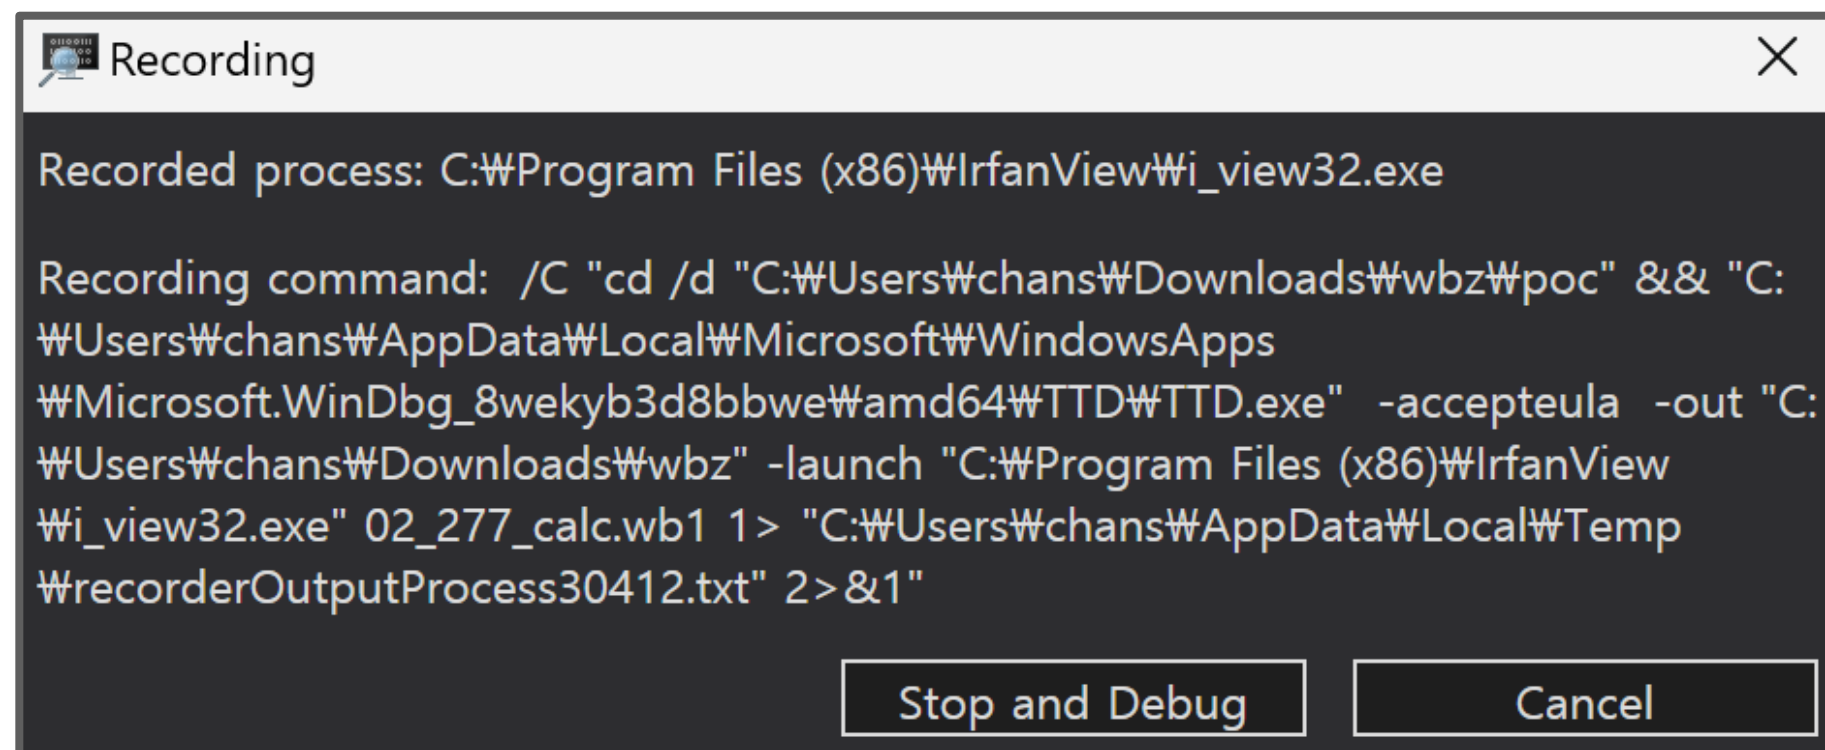 Recording
Recorded process: C:₩Program Files (x86)₩IrfanView₩i_view32.exe
Recording command:  /C "cd /d "C:₩Users₩chans₩Downloads₩wbz₩poc" && "C:
₩Users₩chans₩AppData₩Local₩Microsoft₩WindowsApps
₩Microsoft.WinDbg_8wekyb3d8bbwe₩amd64₩TTD₩TTD.exe"  -accepteula  -out "C:
₩Users₩chans₩Downloads₩wbz" -launch "C:₩Program Files (x86)₩IrfanView
₩i_view32.exe" 02_277_calc.wb1 1> "C:₩Users₩chans₩AppData₩Local₩Temp
₩recorderOutputProcess30412.txt" 2>&1"
Stop and Debug
Cancel